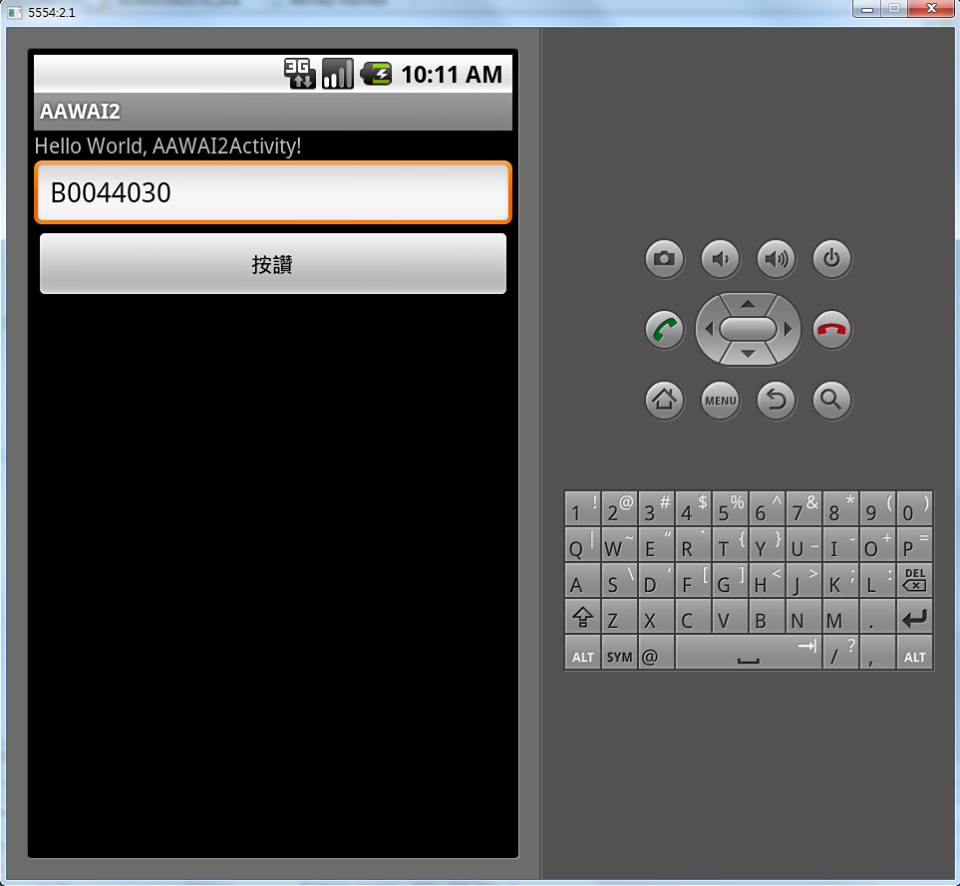 5554:2.1
3G 10:11 AM
AAWAI2
Hello World, AAWAI2Activity!
B0044030
按讚
MENU
1 ! 2 @ 3 # 4 $ 5 % 6 ^ 7 & 8 * 9 ( 0 )
Q | W ~ E “ R ` T { Y } U _ I - O + P =
A S \ D ‘ F [ G ] H < J > K ; L : DEL
Z X C V B N M .
ALT SYM @ / ? , ALT